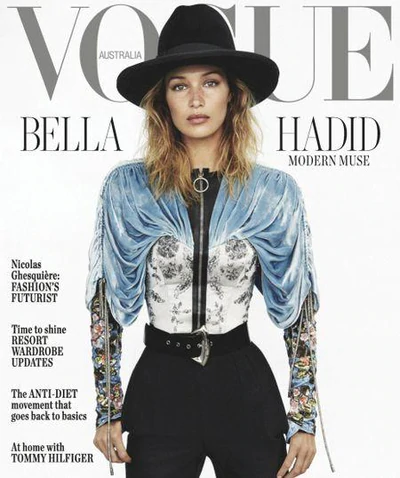 VOGUE
AUSTRALIA
BELLA HADID
MODERN MUSE
Nicolas
Ghesquière:
FASHION'S
FUTURIST
Time to shine
RESORT
WARDROBE
UPDATES
The ANTI-DIET
movement that
goes back to basics
At home with
TOMMY HILFIGER